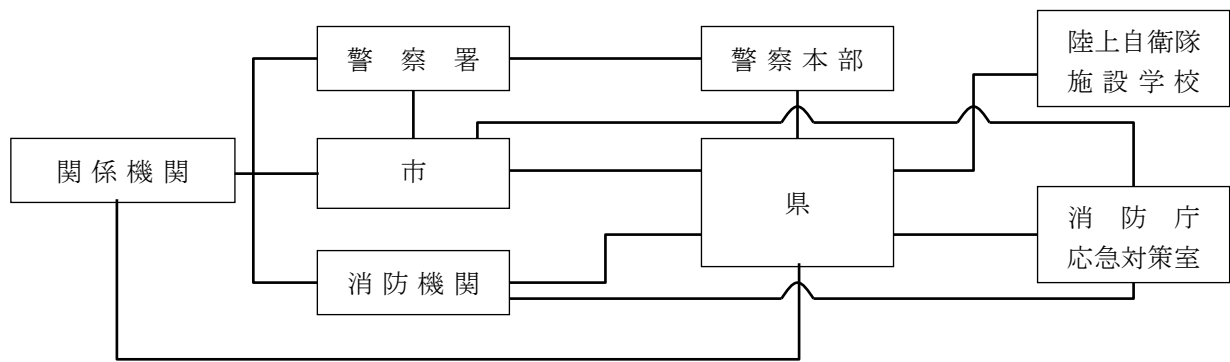 警察署
警察本部
陸上自衛隊
施設学校
関係機関
市
県
消防庁
応急対策室
消防機関